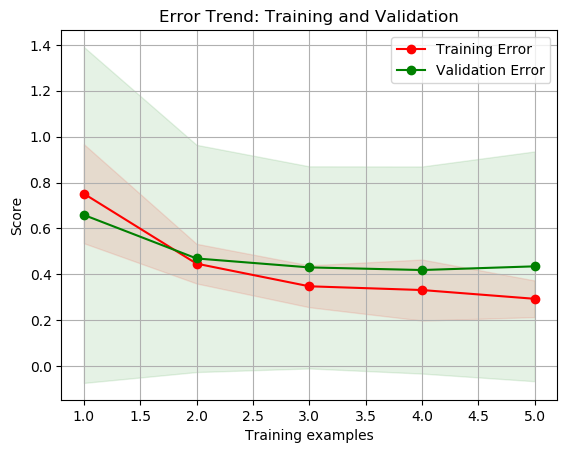 Error Trend: Training and Validation
Training Error
Validation Error
Score
1.4
1.2
1.0
0.8
0.6
0.4
0.2
0.0
1.0 1.5 2.0 2.5 3.0 3.5 4.0 4.5 5.0
Training examples